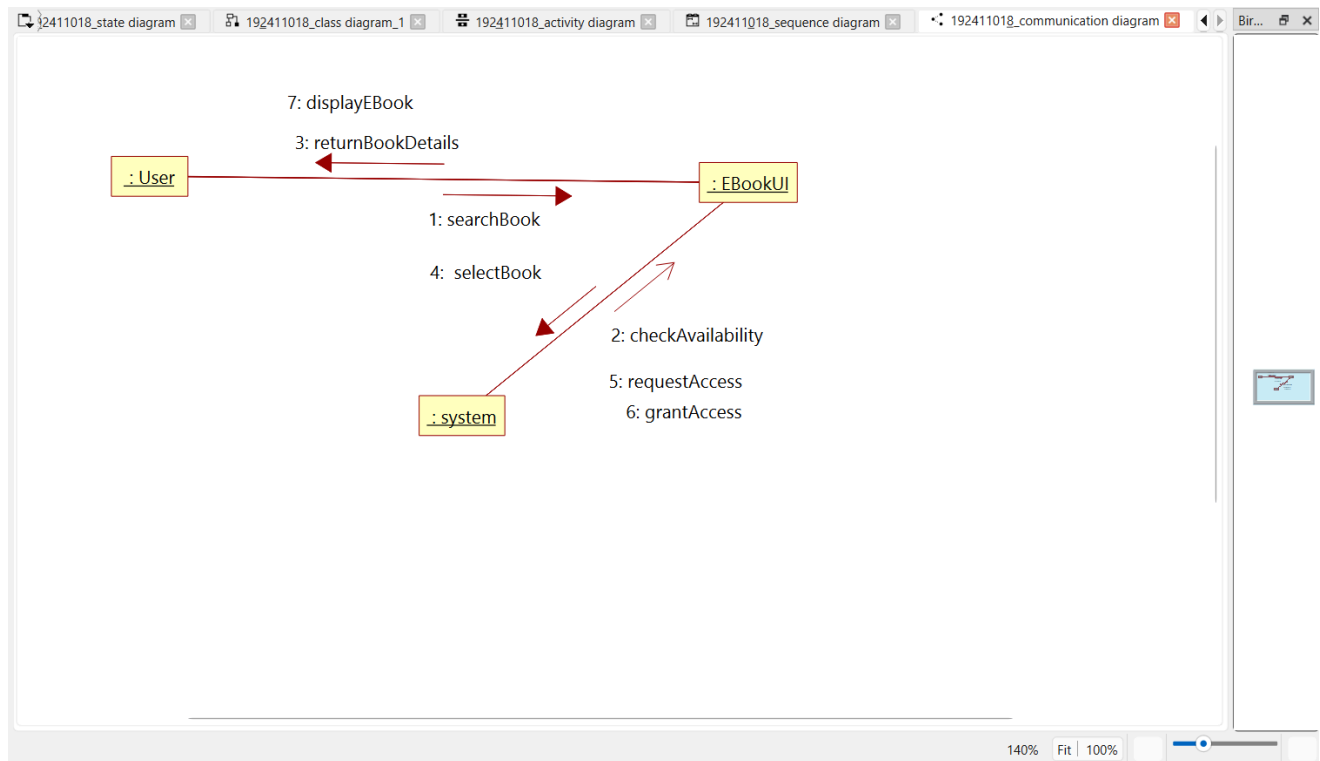 192411018_state diagram
192411018_class diagram_1
192411018_activity diagram
192411018_sequence diagram
192411018_communication diagram
Bir...
7: displayEBook
3: returnBookDetails
: User
: EBookUI
1: searchBook
4: selectBook
2: checkAvailability
5: requestAccess
6: grantAccess
: system
140%
Fit
100%